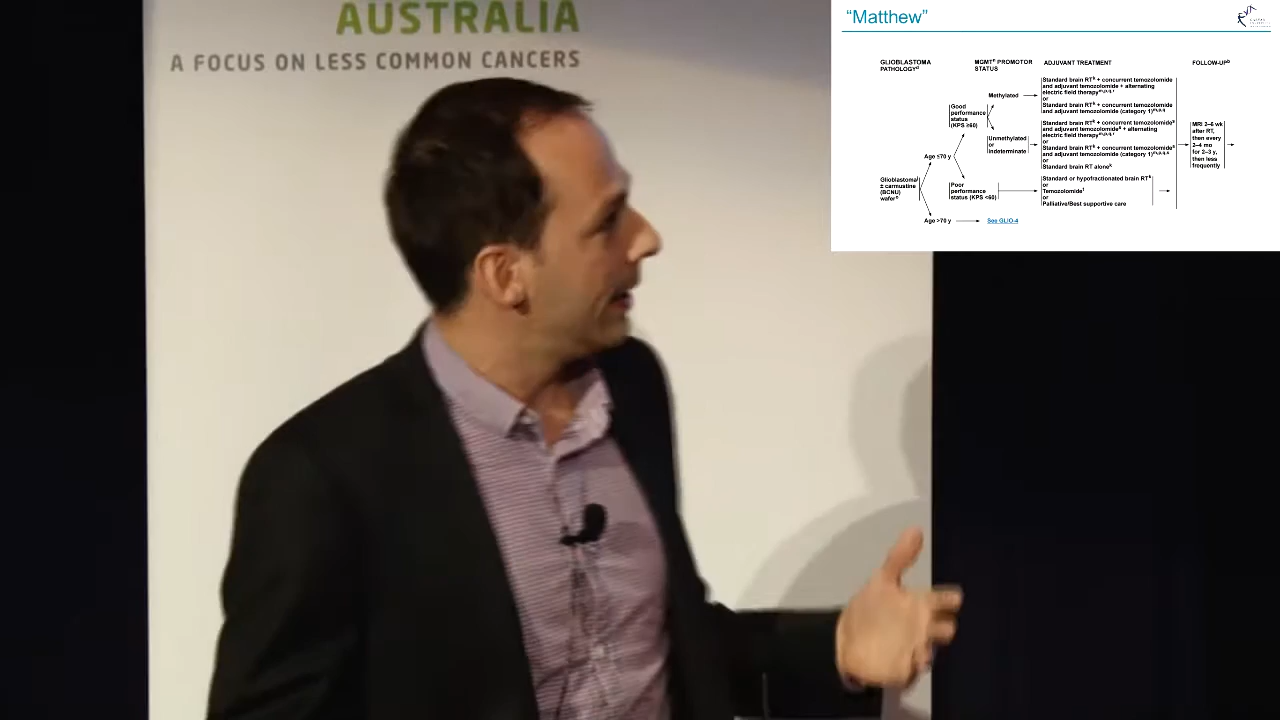 AUSTRALIA
A FOCUS ON LESS COMMON CANCERS
“Matthew”
GLIOBLASTOMA
PATHOLOGY
MGMT PROMOTOR
STATUS
ADJUVANT TREATMENT
FOLLOW-UP
Methylated
Standard brain RT + concurrent temozolomide
and adjuvant temozolomide + alternating
electric field therapy
or
Standard brain RT + concurrent temozolomide
and adjuvant temozolomide (category 1)
Good
performance
status
(KPS ≥60)
Unmethylated
or
indeterminate
Standard brain RT + concurrent temozolomide
and adjuvant temozolomide + alternating
electric field therapy
or
Standard brain RT + concurrent temozolomide
and adjuvant temozolomide (category 1)
or
Standard brain RT alone
MRI 2–6 wk
after RT,
then every
2–4 mo
for 2–3 y,
then less
frequently
Age ≤70 y
Glioblastoma
± carmustine
(BCNU)
wafer
Poor
performance
status (KPS <60)
Standard or hypofractionated brain RT
or
Temozolomide
or
Palliative/Best supportive care
Age >70 y
See GLIO-4